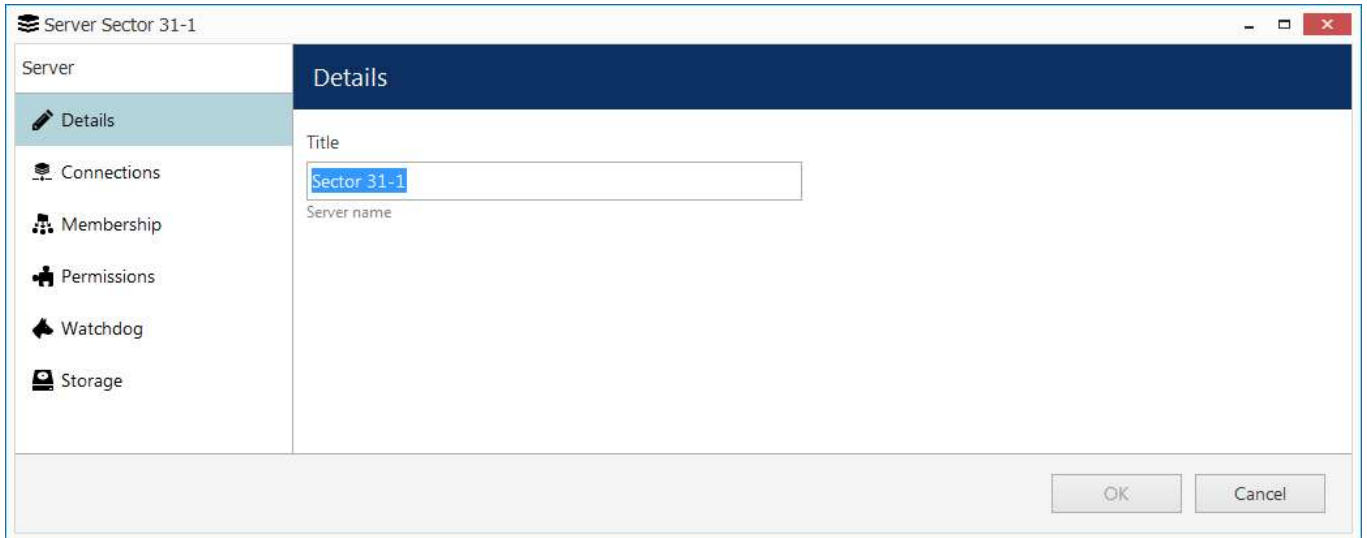 Server Sector 31-1
Server
Details
Connections
Membership
Permissions
Watchdog
Storage
Details
Title
Sector 31-1
Server name
OK
Cancel